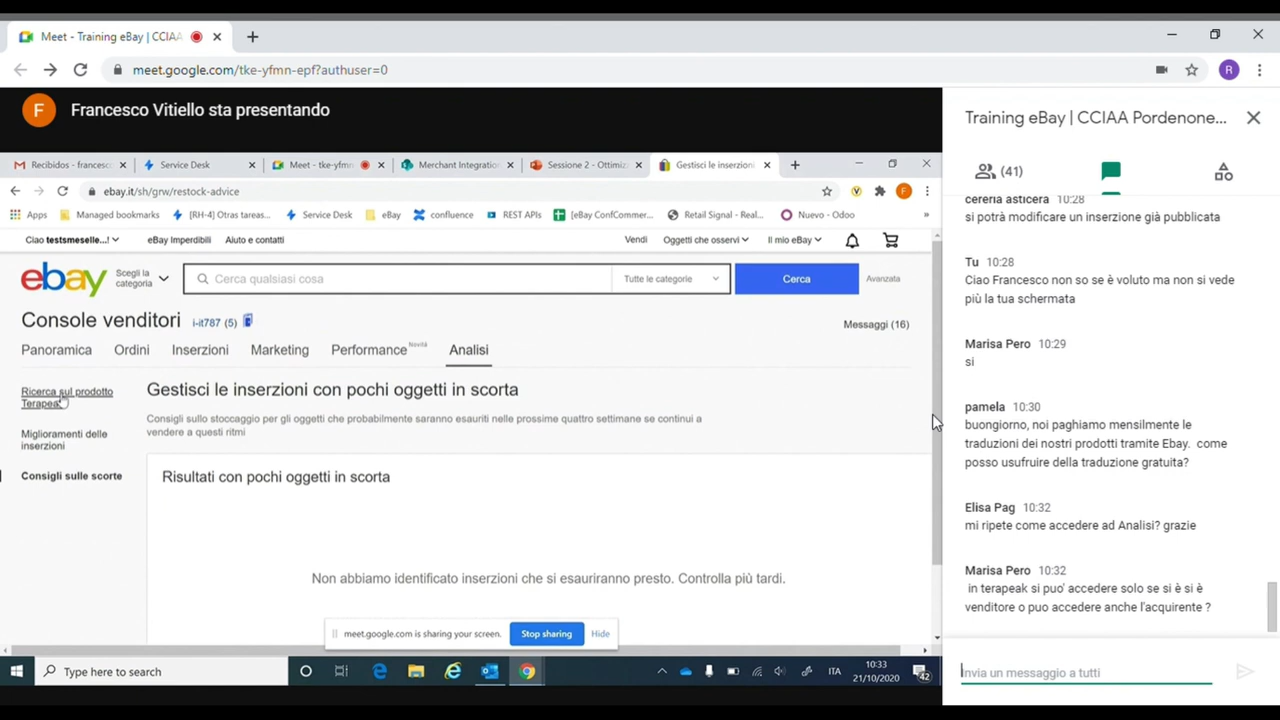 Meet - Training eBay | CCIAA
meet.google.com/tke-yfmn-epf?authuser=0
R
F
Francesco Vitiello sta presentando
Recibidos - frances
Service Desk
Meet - tke-yfmn
Merchant Integratio
Sessione 2 - Ottimiz
Gestisci le inserzion
ebay.it/sh/grw/restock-advice
F
Apps
Managed bookmarks
[RH-4] Otras tareas...
Service Desk
eBay
confluence
REST APIs
[eBay ConfCommer...
Retail Signal - Real...
Nuevo - Odoo
»
Ciao testsmeselle...!
eBay Imperdibili
Aiuto e contatti
Vendi
Oggetti che osservi
Il mio eBay
ebay
Scegli la
categoria
Cerca qualsiasi cosa
Tutte le categorie
Cerca
Avanzata
Console venditori
i-it787 (5)
Messaggi (16)
Panoramica
Ordini
Inserzioni
Marketing
Performance
Novità
Analisi
Ricerca sul prodotto
Terapeak
Miglioramenti delle
inserzioni
Consigli sulle scorte
Gestisci le inserzioni con pochi oggetti in scorta
Consigli sullo stoccaggio per gli oggetti che probabilmente saranno esauriti nelle prossime quattro settimane se continui a
vendere a questi ritmi
Risultati con pochi oggetti in scorta
Non abbiamo identificato inserzioni che si esauriranno presto. Controlla più tardi.
meet.google.com is sharing your screen.
Stop sharing
Hide
Type here to search
ITA
10:33
21/10/2020
42
Training eBay | CCIAA Pordenone...
(41)
cereria asticera 10:28
si potrà modificare un inserzione già pubblicata
Tu 10:28
Ciao Francesco non so se è voluto ma non si vede
più la tua schermata
Marisa Pero 10:29
si
pamela 10:30
buongiorno, noi paghiamo mensilmente le
traduzioni dei nostri prodotti tramite Ebay. come
posso usufruire della traduzione gratuita?
Elisa Pag 10:32
mi ripete come accedere ad Analisi? grazie
Marisa Pero 10:32
in terapeak si puo' accedere solo se si è si è
venditore o puo accedere anche l'acquirente ?
Invia un messaggio a tutti